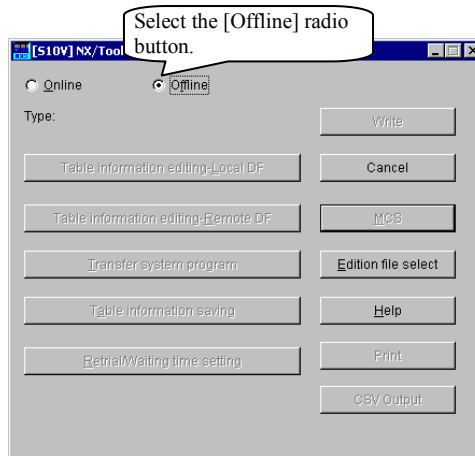 Select the [Offline] radio
button.
[S10V] NX/Tool
Online
Offline
Type:
Write
Table information editing-Local DF
Cancel
Table information editing-Remote DF
MCS
Transfer system program
Edition file select
Table information saving
Help
Retrial/Waiting time setting
Print
CSV Output